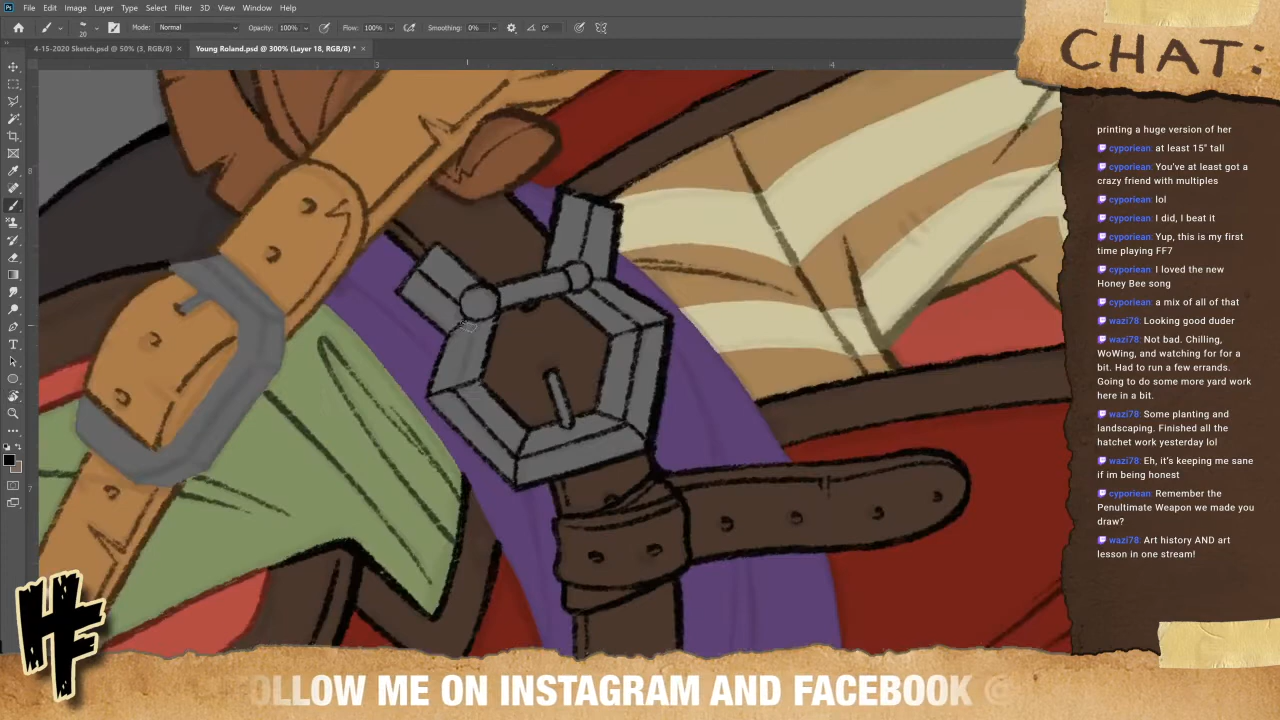 File Edit Image Layer Type Select Filter 3D View Window Help
20 Mode: Normal Opacity: 100% Flow: 100% Smoothing: 0% 0°
4-15-2020 Sketch.psd @ 50% (3, RGB/8) × Young Roland.psd @ 300% (Layer 18, RGB/8) * ×
3 4
8
7
CHAT:
printing a huge version of her
cyporiean: at least 15" tall
cyporiean: You've at least got a
crazy friend with multiples
cyporiean: lol
cyporiean: I did, I beat it
cyporiean: Yup, this is my first
time playing FF7
cyporiean: I loved the new
Honey Bee song
cyporiean: a mix of all of that
wazi78: Looking good duder
wazi78: Not bad. Chilling,
WoWing, and watching for for a
bit. Had to run a few errands.
Going to do some more yard work
here in a bit.
wazi78: Some planting and
landscaping. Finished all the
hatchet work yesterday lol
wazi78: Eh, it's keeping me sane
if im being honest
cyporiean: Remember the
Penultimate Weapon we made you
draw?
wazi78: Art history AND art
lesson in one stream!
HF
OLLOW ME ON INSTAGRAM AND FACEBOOK @